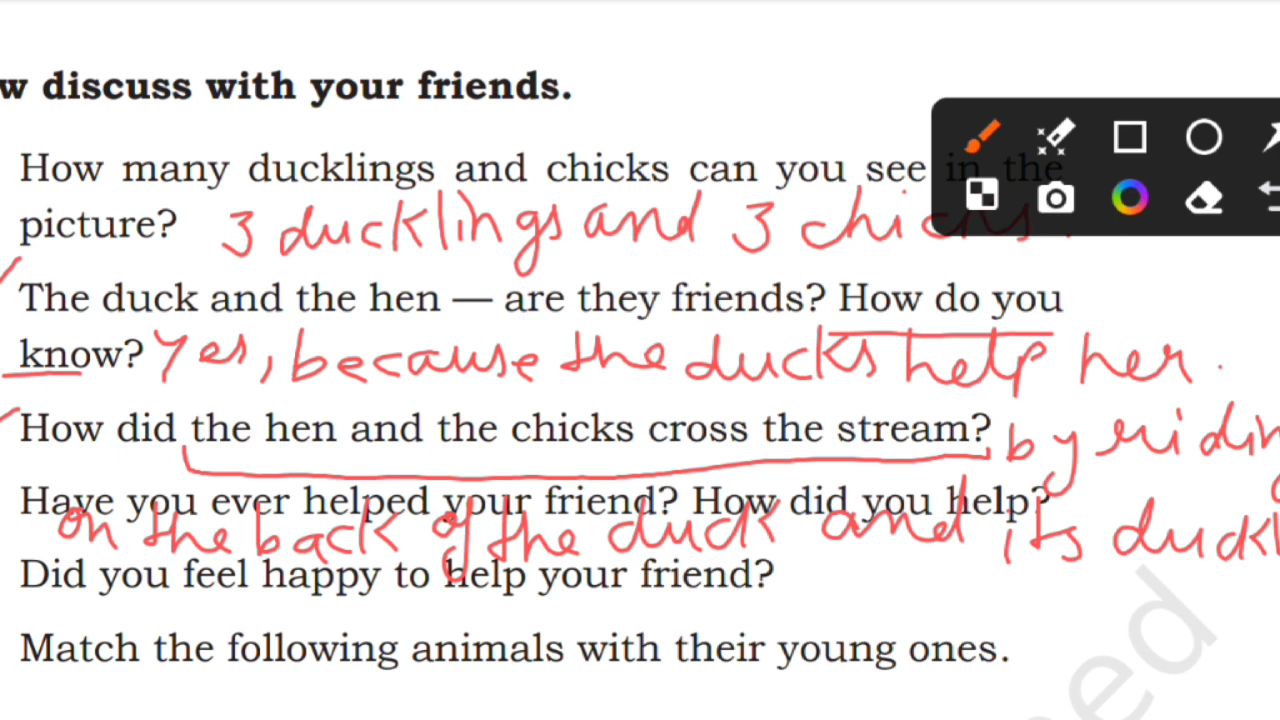 w discuss with your friends.
How many ducklings and chicks can you see in the
picture? 3 ducklings and 3 chicks.
The duck and the hen — are they friends? How do you
know? Yes, because the ducks help her.
How did the hen and the chicks cross the stream? by ridin
Have you ever helped your friend? How did you help?
on the back of the duck and its duckl
Did you feel happy to help your friend?
Match the following animals with their young ones.
ed